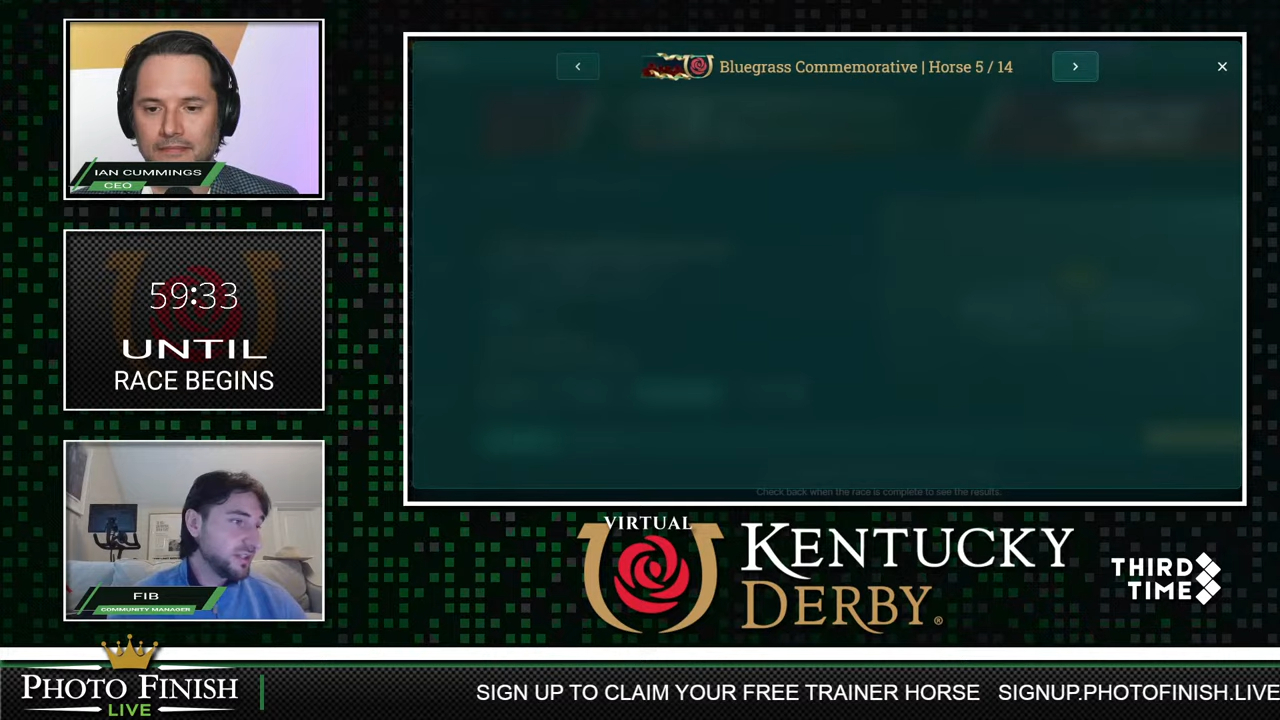 IAN CUMMINGS
CEO
59:33
UNTIL
RACE BEGINS
FIB
COMMUNITY MANAGER
Bluegrass Commemorative | Horse 5 / 14
Check back when the race is complete to see the results.
VIRTUAL
KENTUCKY
DERBY®
THIRD
TIME
PHOTO FINISH
LIVE
SIGN UP TO CLAIM YOUR FREE TRAINER HORSE SIGNUP.PHOTOFINISH.LIVE